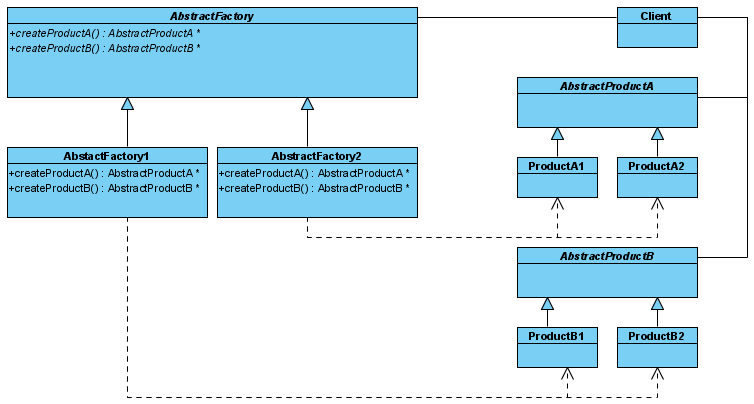 AbstractFactory
+createProductA() : AbstractProductA *
+createProductB() : AbstractProductB *
Client
AbstractProductA
AbstactFactory1
+createProductA() : AbstractProductA *
+createProductB() : AbstractProductB *
AbstractFactory2
+createProductA() : AbstractProductA *
+createProductB() : AbstractProductB *
ProductA1
ProductA2
AbstractProductB
ProductB1
ProductB2